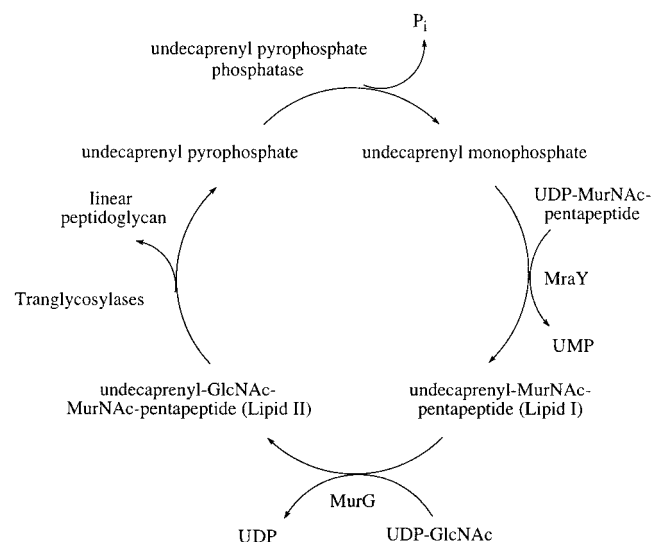 Pi
undecaprenyl pyrophosphate
phosphatase
undecaprenyl pyrophosphate
undecaprenyl monophosphate
linear
peptidoglycan
UDP-MurNAc-
pentapeptide
Tranglycosylases
MraY
UMP
undecaprenyl-GlcNAc-
MurNAc-pentapeptide (Lipid II)
undecaprenyl-MurNAc-
pentapeptide (Lipid I)
MurG
UDP
UDP-GlcNAc